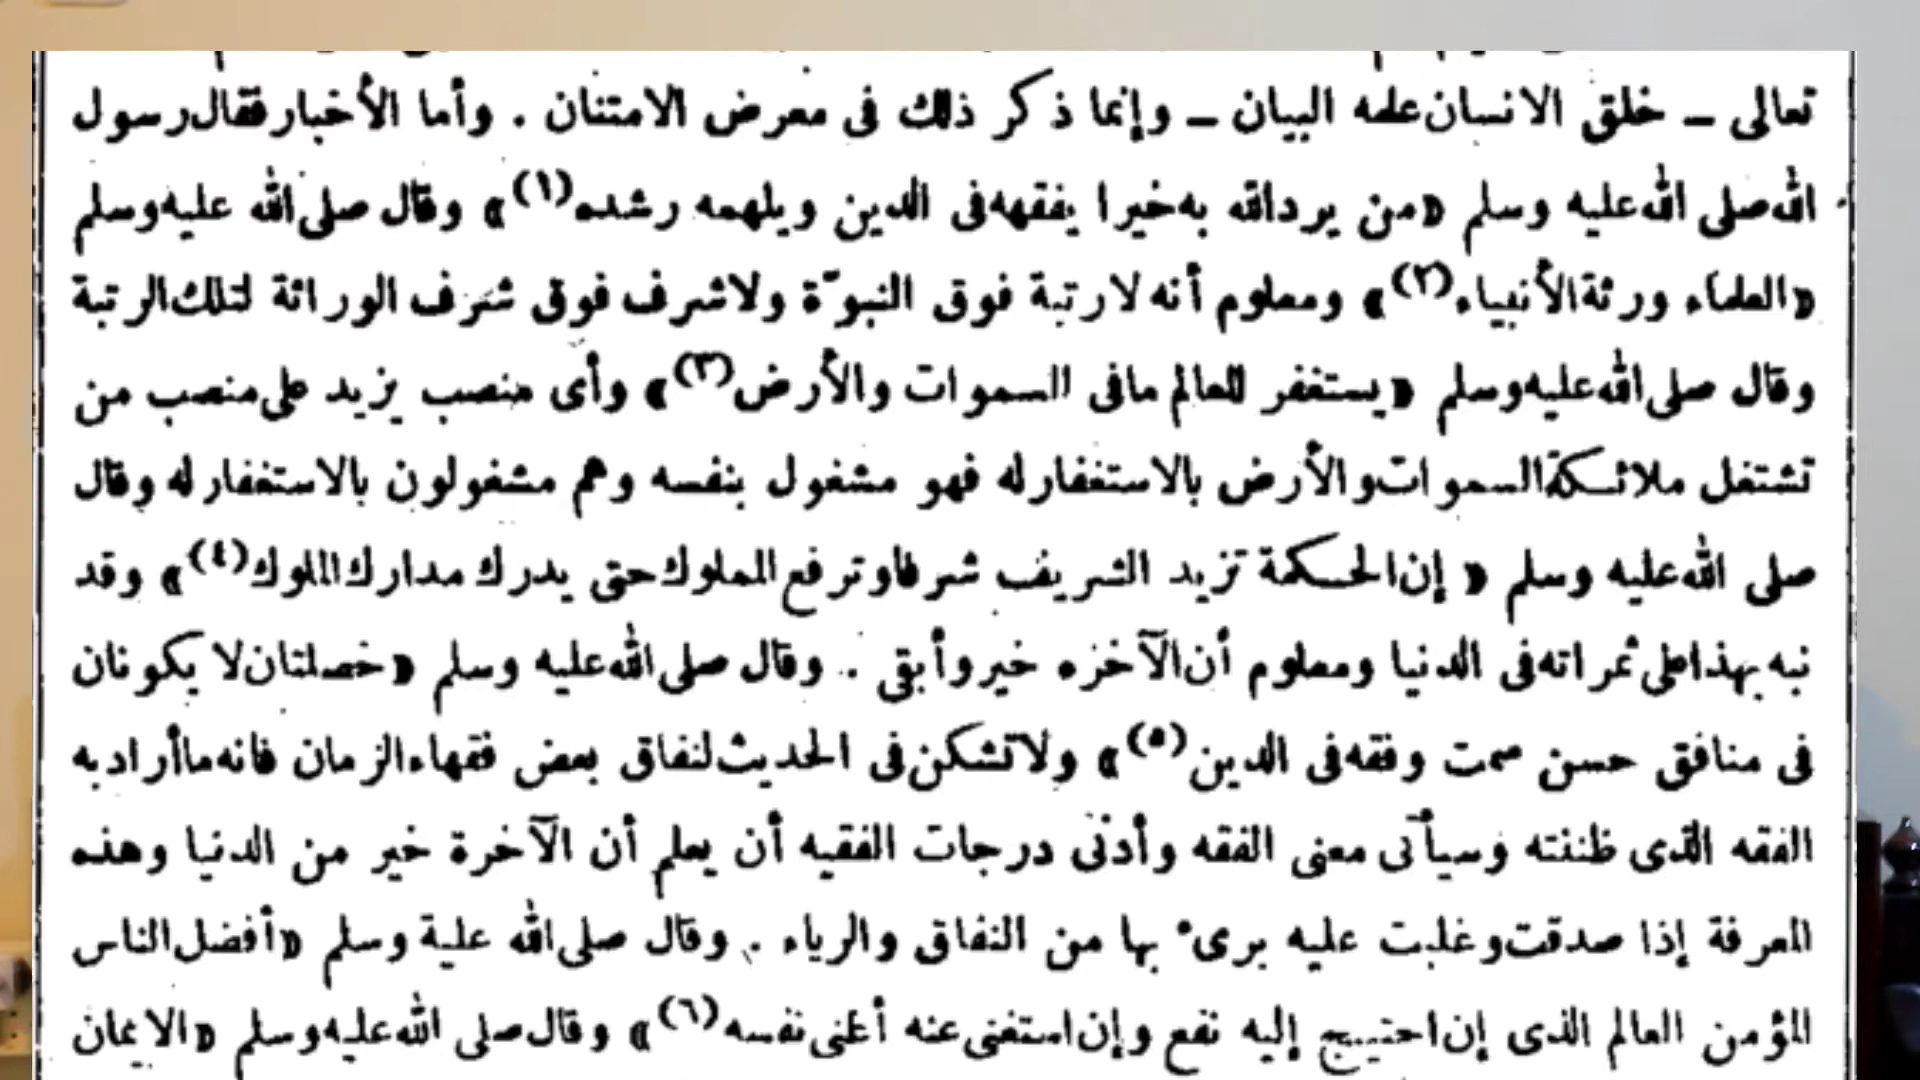 تعالى ــ خلق الانسان علمه البيان ــ وإنما ذكر ذلك فى معرض الامتنان . وأما الأخبار فقال رسول
الله صلى الله عليه وسلم «من يرد الله به خيرا يفقهه فى الدين ويلهمه رشده(١)» وقال صلى الله عليه وسلم
«العلماء ورثة الأنبياء(٢)» ومعلوم أنه لا رتبة فوق النبوّة ولا شرف فوق شرف الوراثة لتلك الرتبة
وقال صلى الله عليه وسلم «يستغفر للعالم ما فى السموات والأرض(٣)» وأى منصب يزيد على منصب من
تشتغل ملائكة السموات والأرض بالاستغفار له فهو مشغول بنفسه وهم مشغولون بالاستغفار له وقال
صلى الله عليه وسلم « إن الحكمة تزيد الشريف شرفا وترفع المملوك حتى يدرك مدارك الملوك(٤)» وقد
نبه بهذا على ثمراته فى الدنيا ومعلوم أن الآخرة خير وأبقى . وقال صلى الله عليه وسلم «خصلتان لا يكونان
فى منافق حسن سمت وفقه فى الدين(٥)» ولا تشكن فى الحديث لنفاق بعض فقهاء الزمان فانه ما أراد به
الفقه الذى ظننته وسيأتى معنى الفقه وأدنى درجات الفقيه أن يعلم أن الآخرة خير من الدنيا وهذه
المعرفة إذا صدقت وغلبت عليه برىء بها من النفاق والرياء . وقال صلى الله علية وسلم «أفضل الناس
المؤمن العالم الذى إن احتيج إليه نفع وإن استغنى عنه أغنى نفسه(٦)» وقال صلى الله عليه وسلم «الايمان